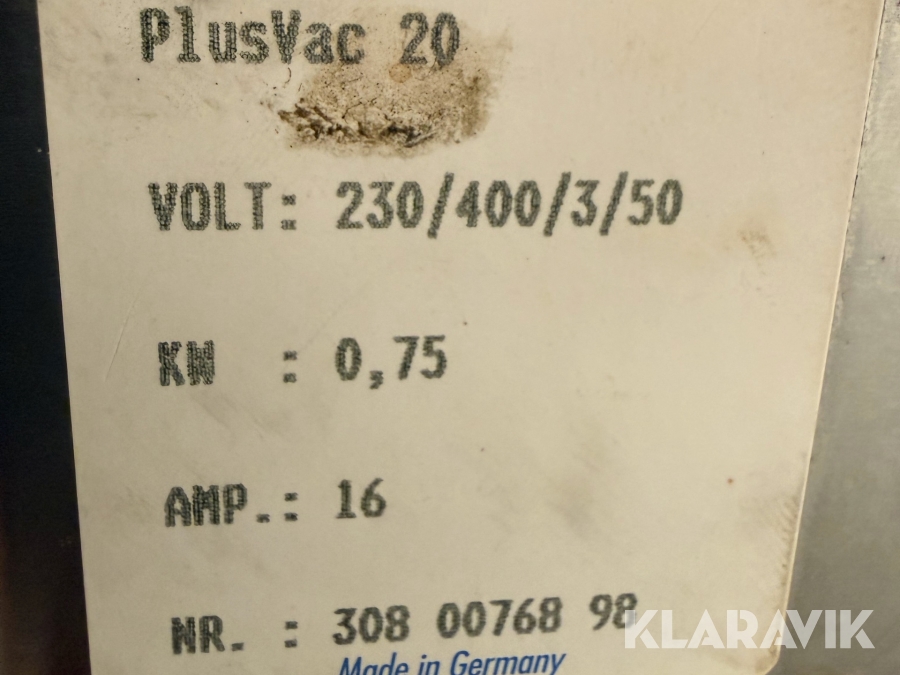 PlusVac 20
VOLT: 230/400/3/50
KW : 0,75
AMP.: 16
NR. : 308 00768 98
KLARAVIK
Made in Germany